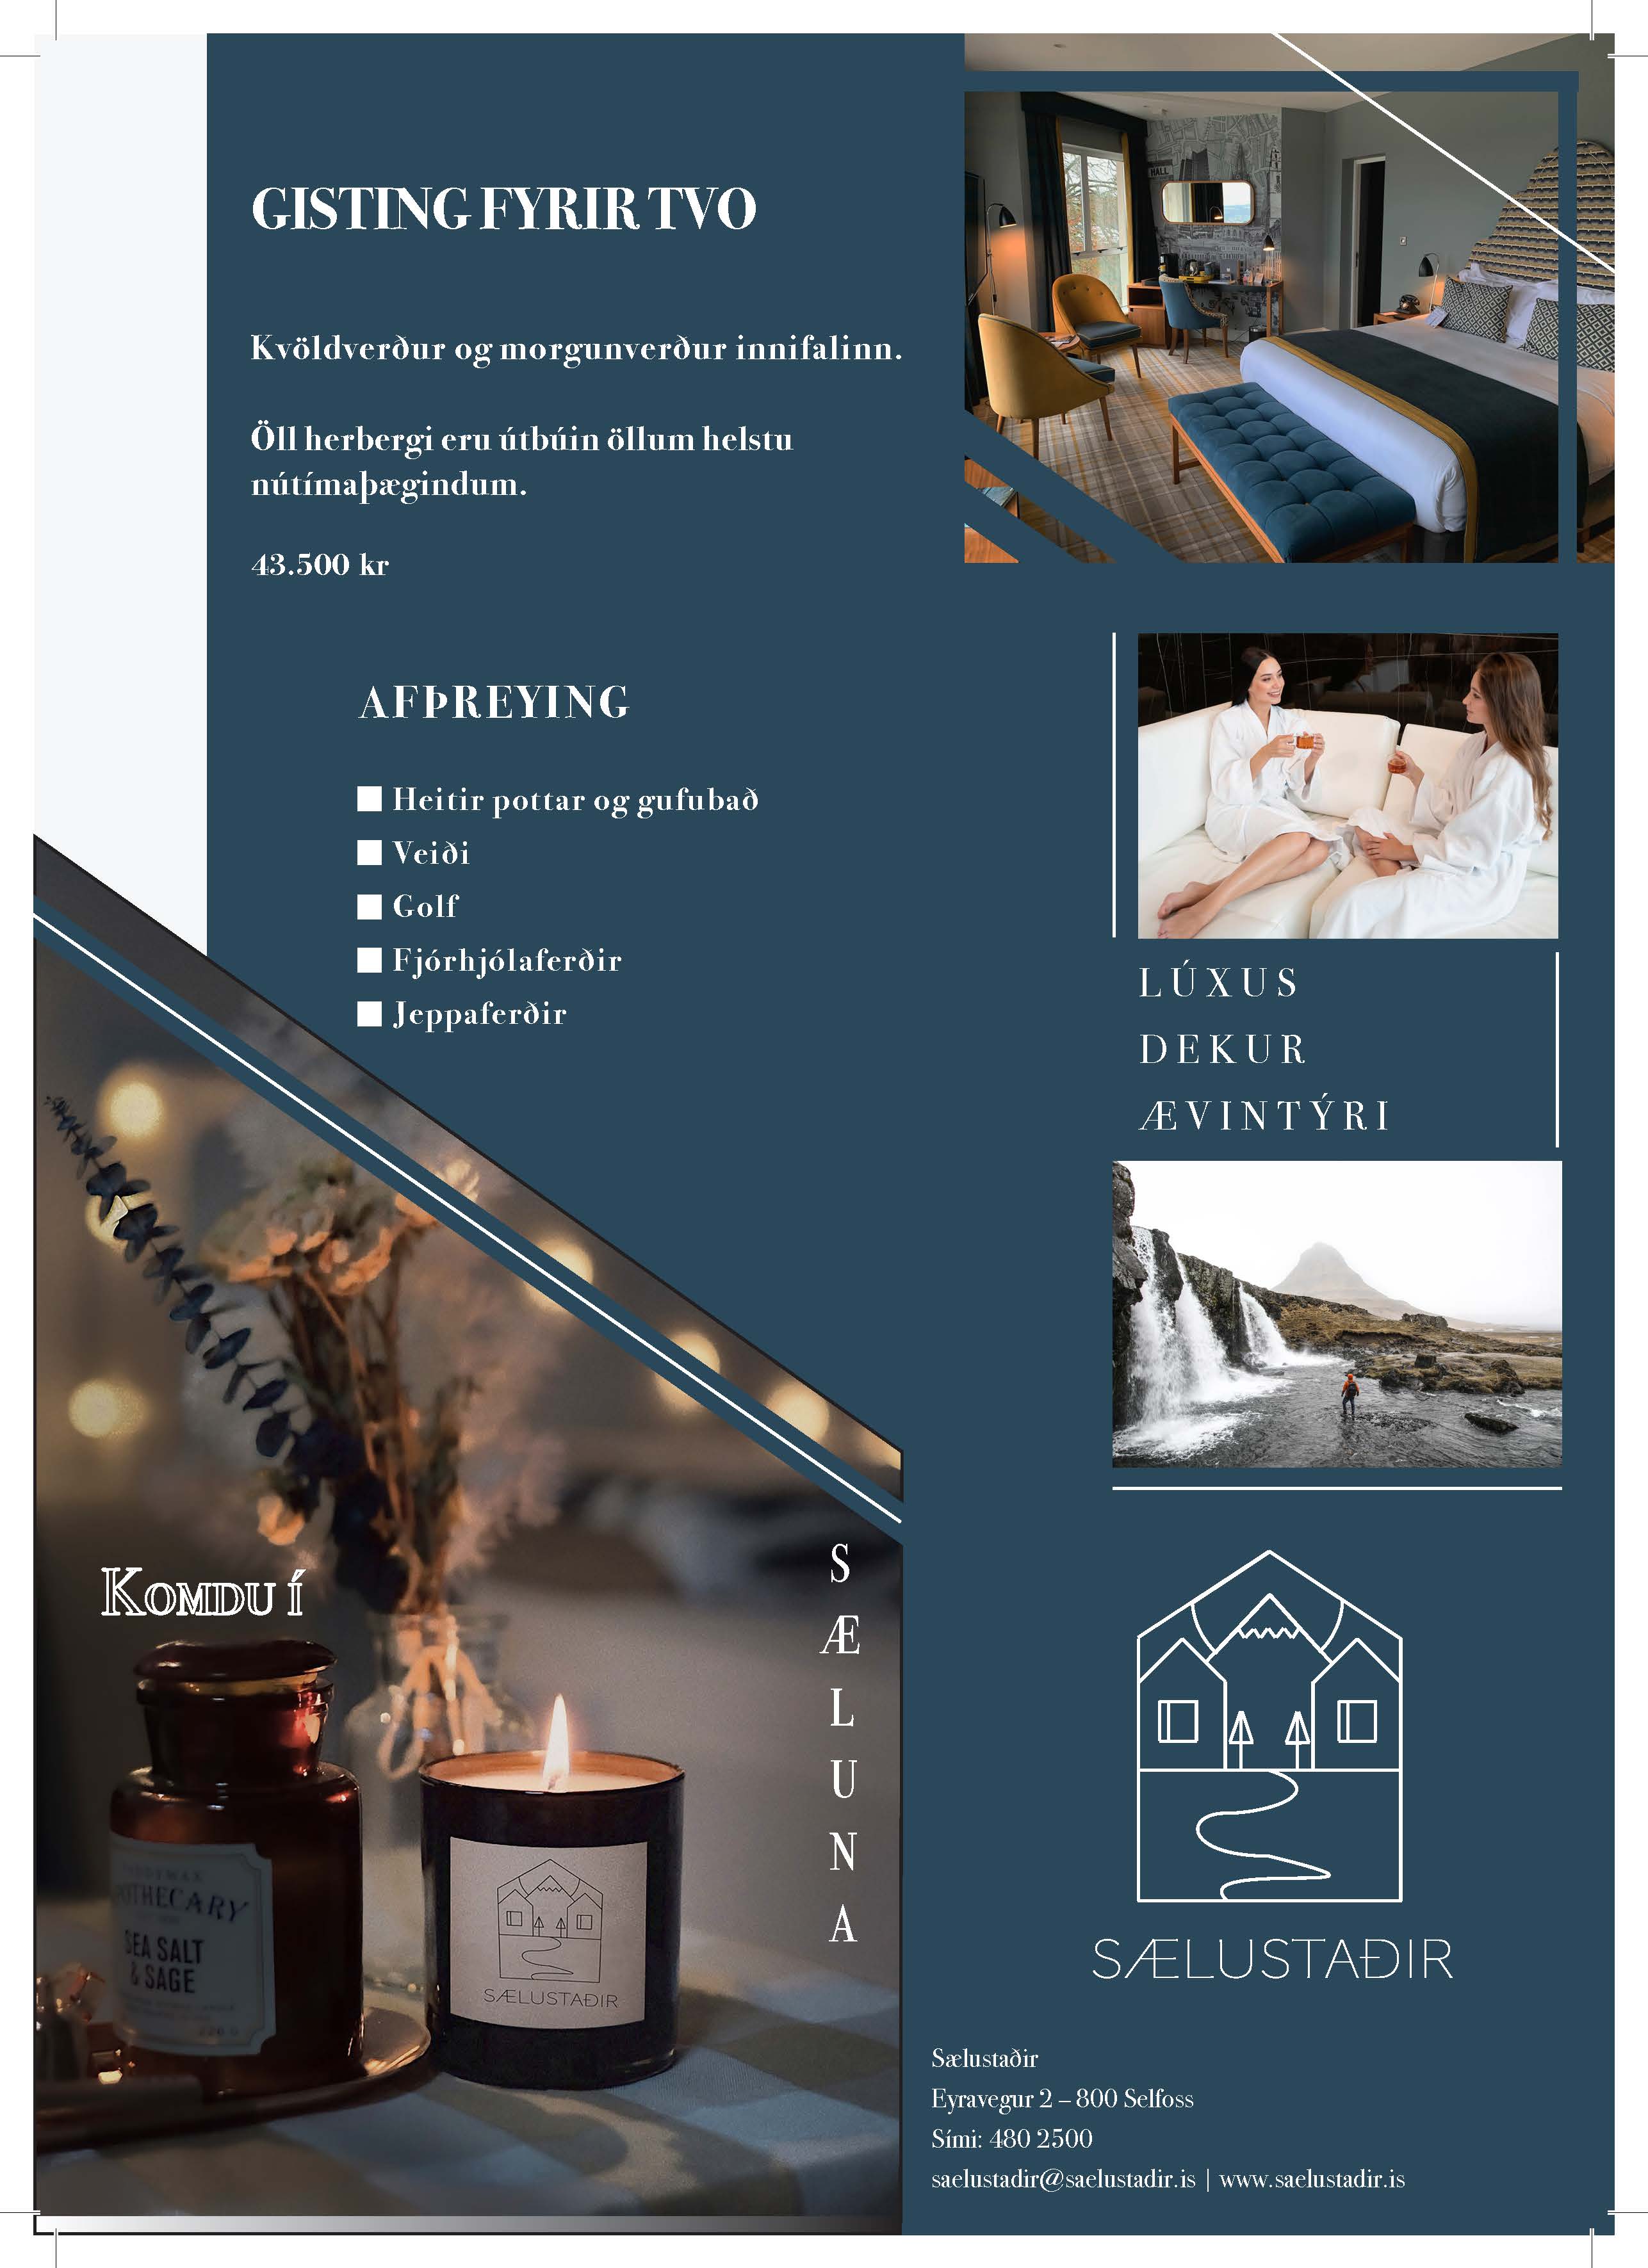 GISTING FYRIR TVO
Kvöldverður og morgunverður innifalinn.
Öll herbergi eru útbúin öllum helstu
nútímaþægindum.
43.500 kr
AFÞREYING
Heitir pottar og gufubað
Veiði
Golf
Fjórhjólaferðir
Jeppaferðir
LÚXUS
DEKUR
ÆVINTÝRI
KOMDU Í
SÆLUNA
HALL
APOTHECARY
SEA SALT
& SAGE
SÆLUSTAÐIR
SÆLUSTAÐIR
Sælustaðir
Eyravegur 2 – 800 Selfoss
Sími: 480 2500
saelustadir@saelustadir.is | www.saelustadir.is